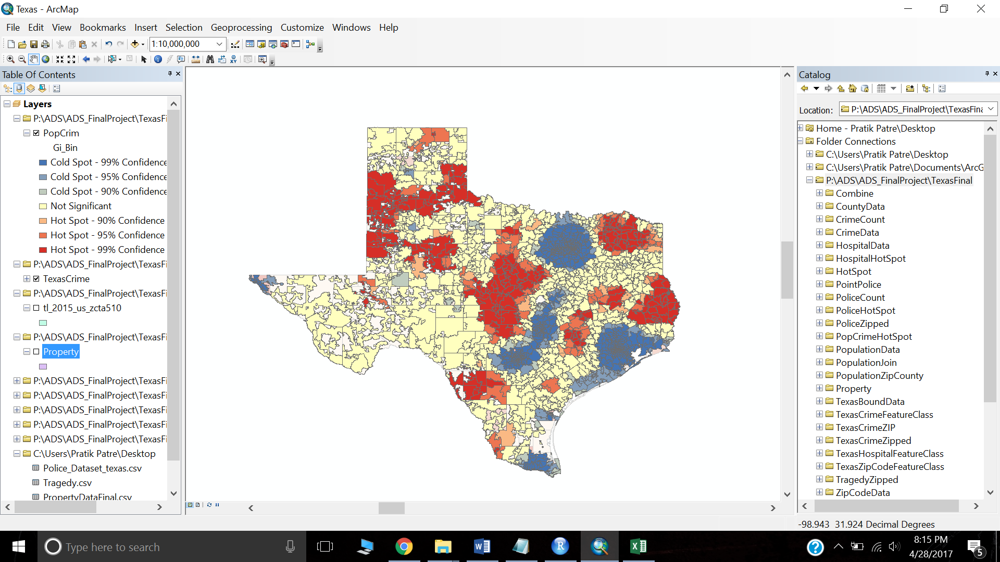 Texas - ArcMap
File Edit View Bookmarks Insert Selection Geoprocessing Customize Windows Help
1:10,000,000
Table Of Contents
Layers
P:\ADS\ADS_FinalProject\TexasFi
PopCrim
Gi_Bin
Cold Spot - 99% Confidence
Cold Spot - 95% Confidence
Cold Spot - 90% Confidence
Not Significant
Hot Spot - 90% Confidence
Hot Spot - 95% Confidence
Hot Spot - 99% Confidence
P:\ADS\ADS_FinalProject\TexasFi
TexasCrime
P:\ADS\ADS_FinalProject\TexasFi
tl_2015_us_zcta510
P:\ADS\ADS_FinalProject\TexasFi
Property
P:\ADS\ADS_FinalProject\TexasFi
P:\ADS\ADS_FinalProject\TexasFi
P:\ADS\ADS_FinalProject\TexasFi
P:\ADS\ADS_FinalProject\TexasFi
P:\ADS\ADS_FinalProject\TexasFi
C:\Users\Pratik Patre\Desktop
Police_Dataset_texas.csv
Tragedy.csv
PropertyDataFinal.csv
Catalog
Location: P:\ADS\ADS_FinalProject\TexasFina
Home - Pratik Patre\Desktop
Folder Connections
C:\Users\Pratik Patre\Desktop
C:\Users\Pratik Patre\Documents\ArcG
P:\ADS\ADS_FinalProject\TexasFinal
Combine
CountyData
CrimeCount
CrimeData
HospitalData
HospitalHotSpot
HotSpot
PointPolice
PoliceCount
PoliceHotSpot
PoliceZipped
PopCrimeHotSpot
PopulationData
PopulationJoin
PopulationZipCounty
Property
TexasBoundData
TexasCrimeFeatureClass
TexasCrimeZIP
TexasCrimeZipped
TexasHospitalFeatureClass
TexasZipCodeFeatureClass
TragedyZipped
ZipCodeData
-98.943 31.924 Decimal Degrees
Type here to search
8:15 PM
4/28/2017
5